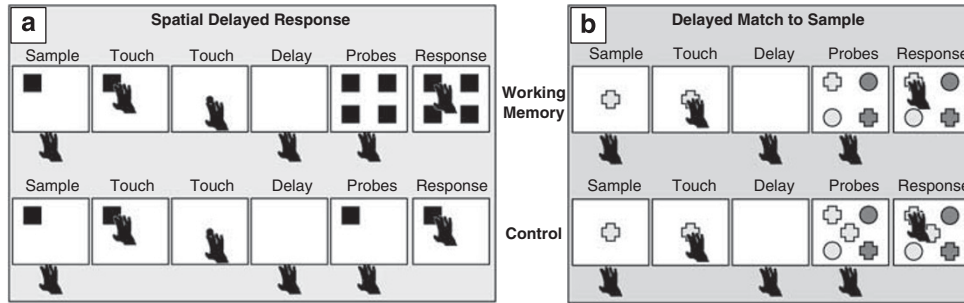 a Spatial Delayed Response
Sample Touch Touch Delay Probes Response
Sample Touch Touch Delay Probes Response
Working
Memory
Control
b Delayed Match to Sample
Sample Touch Delay Probes Response
Sample Touch Delay Probes Response